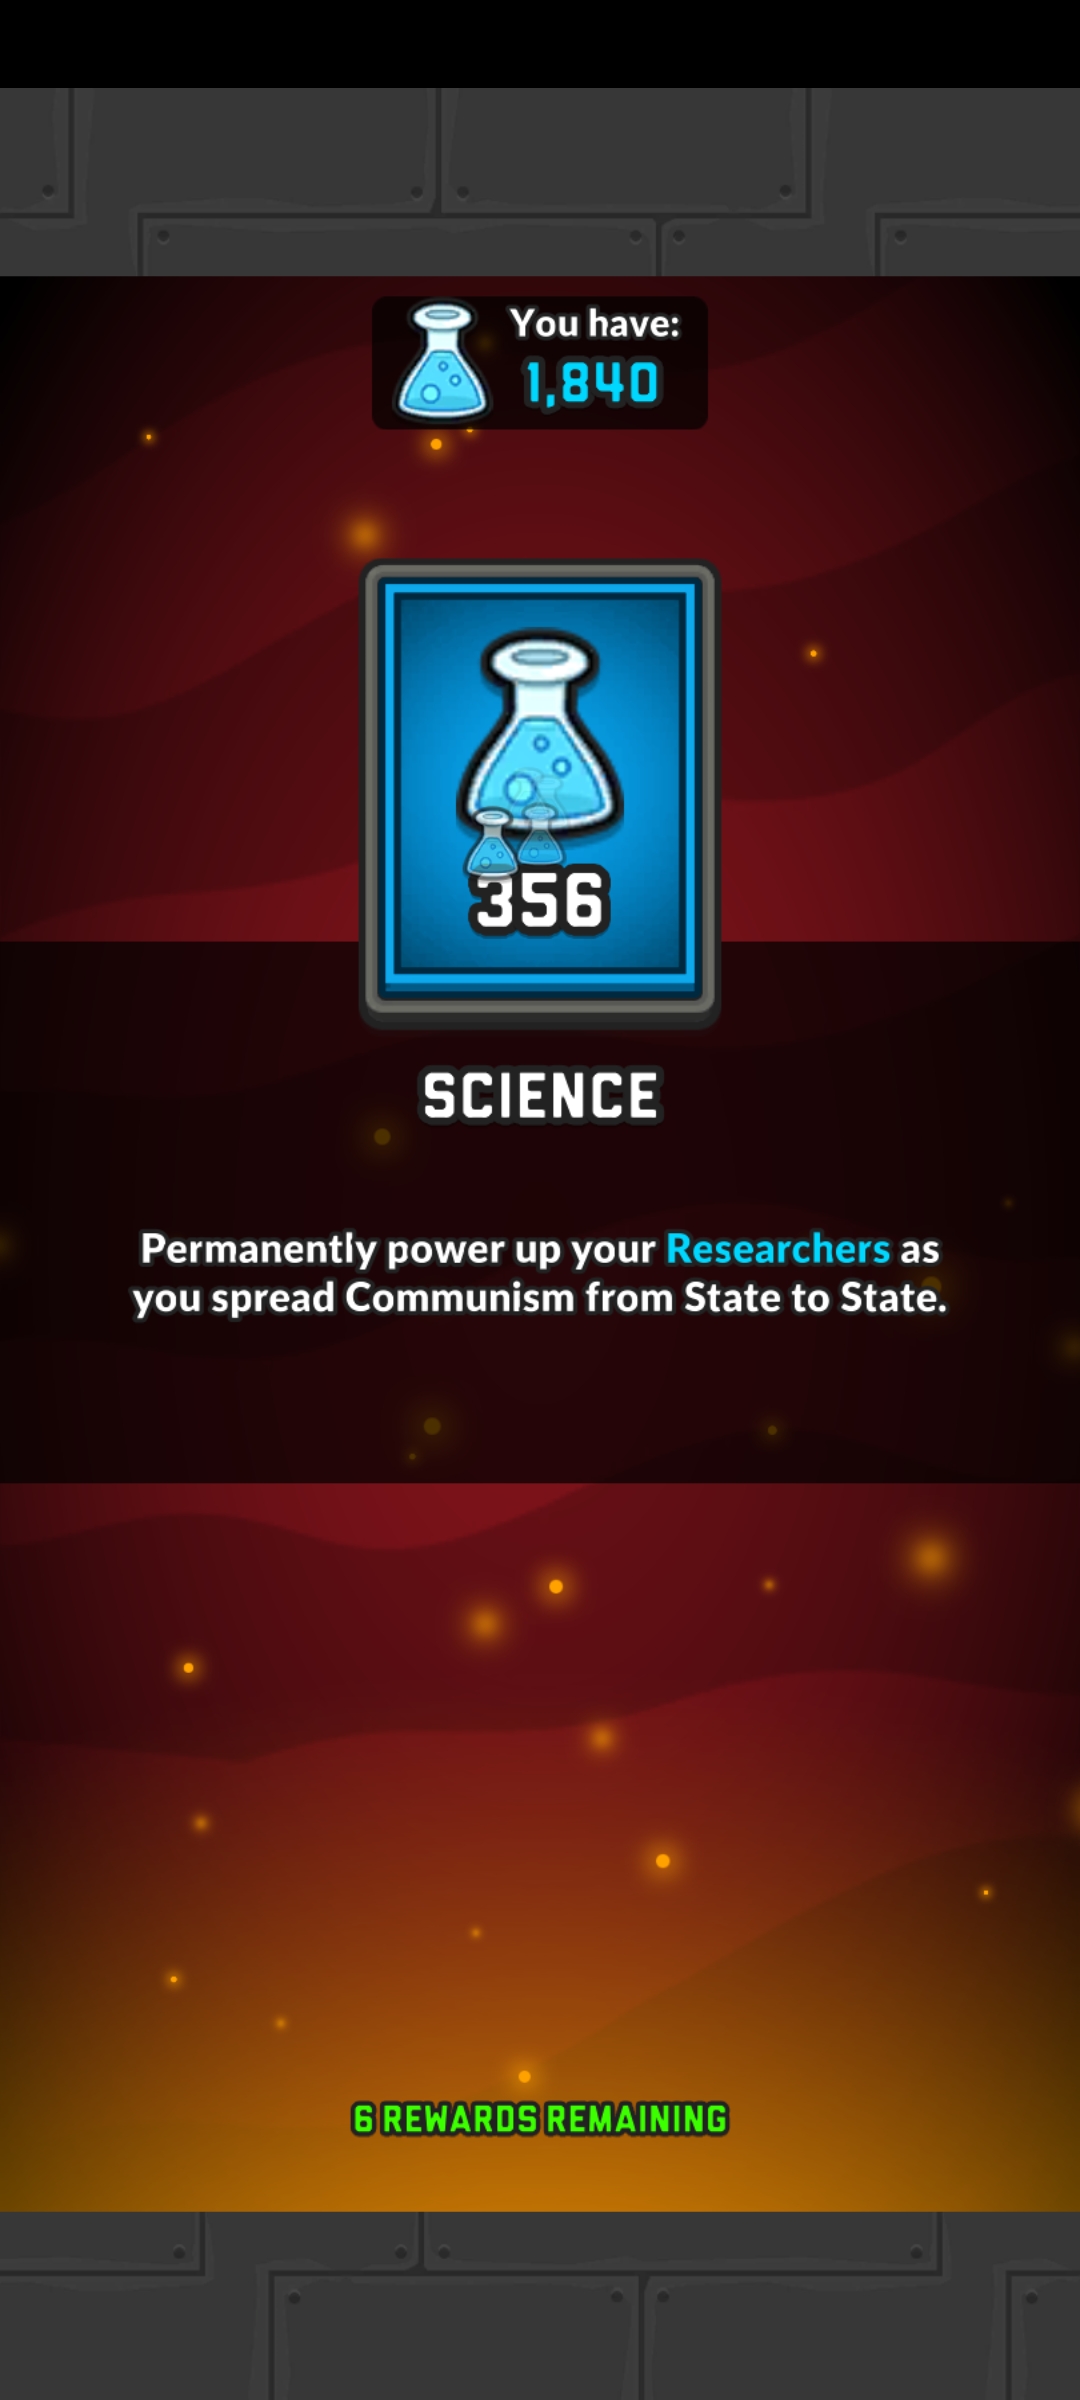 You have:
1,840
356
SCIENCE
Permanently power up your Researchers as
you spread Communism from State to State.
6 REWARDS REMAINING